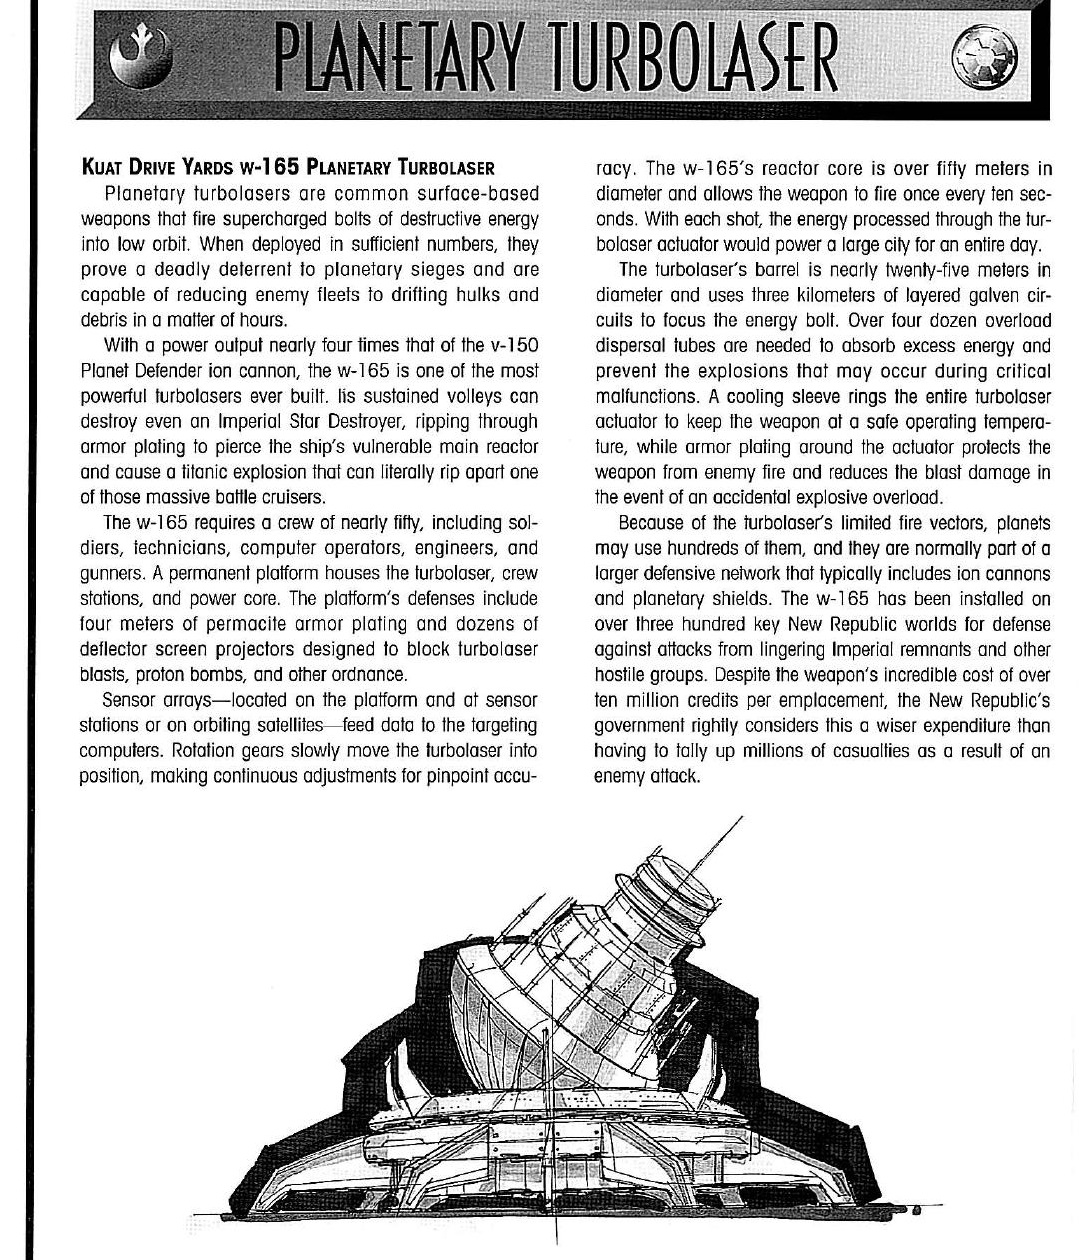 PLANETARY TURBOLASER
KUAT DRIVE YARDS W-165 PLANETARY TURBOLASER
Planetary turbolasers are common surface-based
weapons that fire supercharged bolts of destructive energy
into low orbit. When deployed in sufficient numbers, they
prove a deadly deterrent to planetary sieges and are
capable of reducing enemy fleets to drifting hulks and
debris in a matter of hours.
With a power output nearly four times that of the v-150
Planet Defender ion cannon, the w-165 is one of the most
powerful turbolasers ever built. Its sustained volleys can
destroy even an Imperial Star Destroyer, ripping through
armor plating to pierce the ship's vulnerable main reactor
and cause a titanic explosion that can literally rip apart one
of those massive battle cruisers.
The w-165 requires a crew of nearly fifty, including sol-
diers, technicians, computer operators, engineers, and
gunners. A permanent platform houses the turbolaser, crew
stations, and power core. The platform's defenses include
four meters of permacite armor plating and dozens of
deflector screen projectors designed to block turbolaser
blasts, proton bombs, and other ordnance.
Sensor arrays—located on the platform and at sensor
stations or on orbiting satellites—feed data to the targeting
computers. Rotation gears slowly move the turbolaser into
position, making continuous adjustments for pinpoint accu-
racy. The w-165's reactor core is over fifty meters in
diameter and allows the weapon to fire once every ten sec-
onds. With each shot, the energy processed through the tur-
bolaser actuator would power a large city for an entire day.
The turbolaser's barrel is nearly twenty-five meters in
diameter and uses three kilometers of layered galven cir-
cuits to focus the energy bolt. Over four dozen overload
dispersal tubes are needed to absorb excess energy and
prevent the explosions that may occur during critical
malfunctions. A cooling sleeve rings the entire turbolaser
actuator to keep the weapon at a safe operating tempera-
ture, while armor plating around the actuator protects the
weapon from enemy fire and reduces the blast damage in
the event of an accidental explosive overload.
Because of the turbolaser's limited fire vectors, planets
may use hundreds of them, and they are normally part of a
larger defensive network that typically includes ion cannons
and planetary shields. The w-165 has been installed on
over three hundred key New Republic worlds for defense
against attacks from lingering Imperial remnants and other
hostile groups. Despite the weapon's incredible cost of over
ten million credits per emplacement, the New Republic's
government rightly considers this a wiser expenditure than
having to tally up millions of casualties as a result of an
enemy attack.